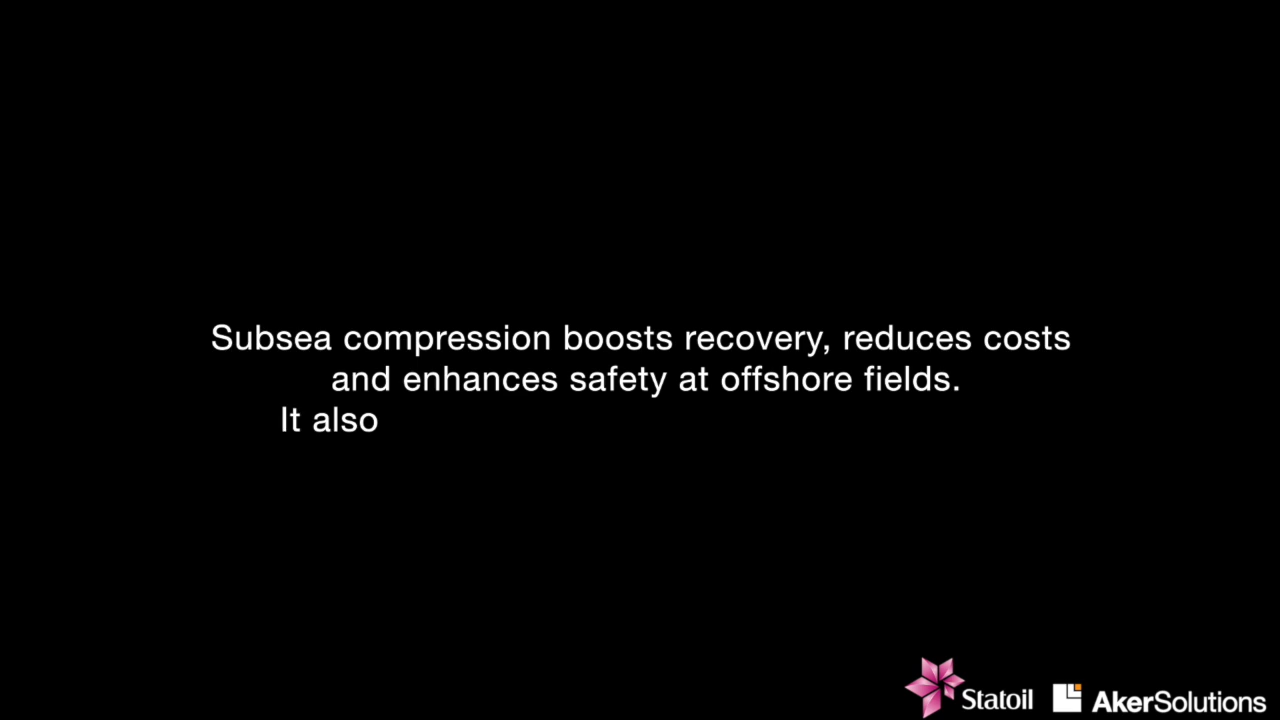 Subsea compression boosts recovery, reduces costs
and enhances safety at offshore fields.
It also
Statoil
AkerSolutions